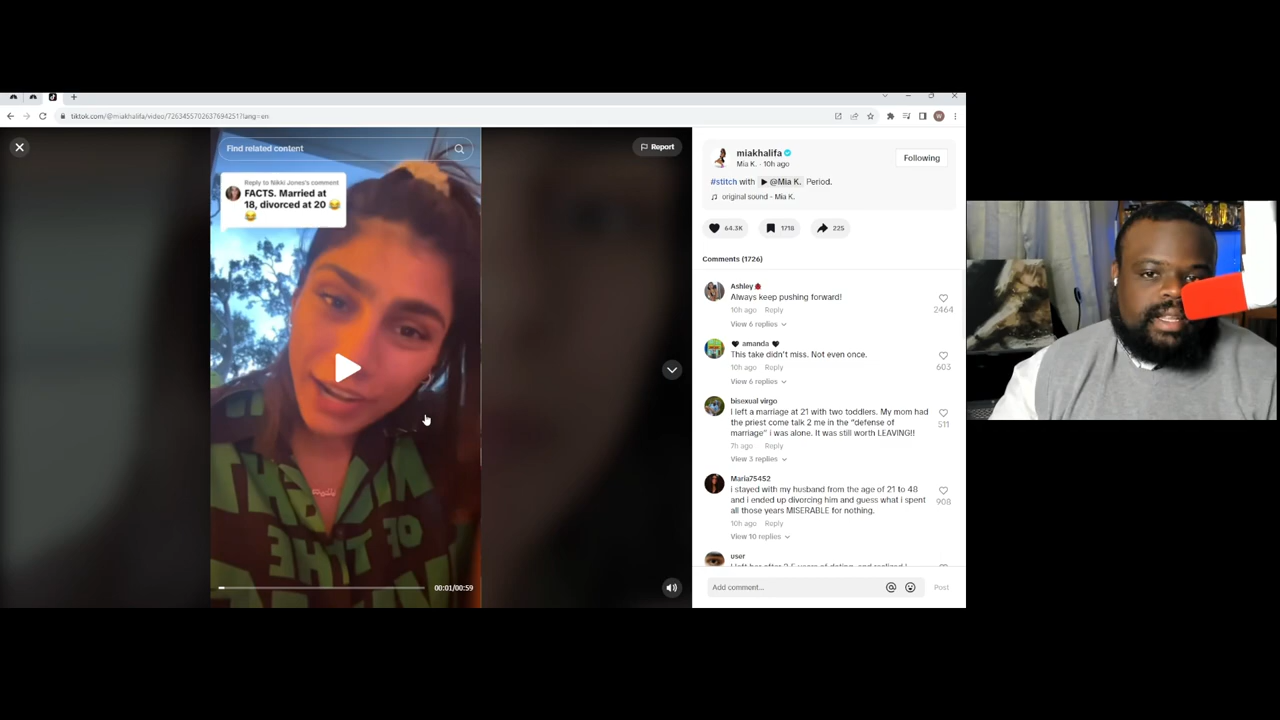 tiktok.com/@miakhalifa/video/7263455702637694251?lang=en
Find related content
Report
Reply to Nikki Jones's comment
FACTS. Married at
18, divorced at 20 😂
😂
00:01/00:59
miakhalifa
Mia K. · 10h ago
Following
#stitch with ▶ @Mia K. Period.
♫ original sound - Mia K.
64.3K
1718
225
Comments (1726)
Ashley
Always keep pushing forward!
10h ago Reply
2464
View 6 replies
🖤 amanda 🖤
This take didn't miss. Not even once.
10h ago Reply
603
View 6 replies
bisexual virgo
I left a marriage at 21 with two toddlers. My mom had
the priest come talk 2 me in the "defense of
marriage" i was alone. It was still worth LEAVING!!
511
7h ago Reply
View 3 replies
Maria75452
i stayed with my husband from the age of 21 to 48
and i ended up divorcing him and guess what i spent
all those years MISERABLE for nothing.
908
10h ago Reply
View 10 replies
user
Add comment...
Post